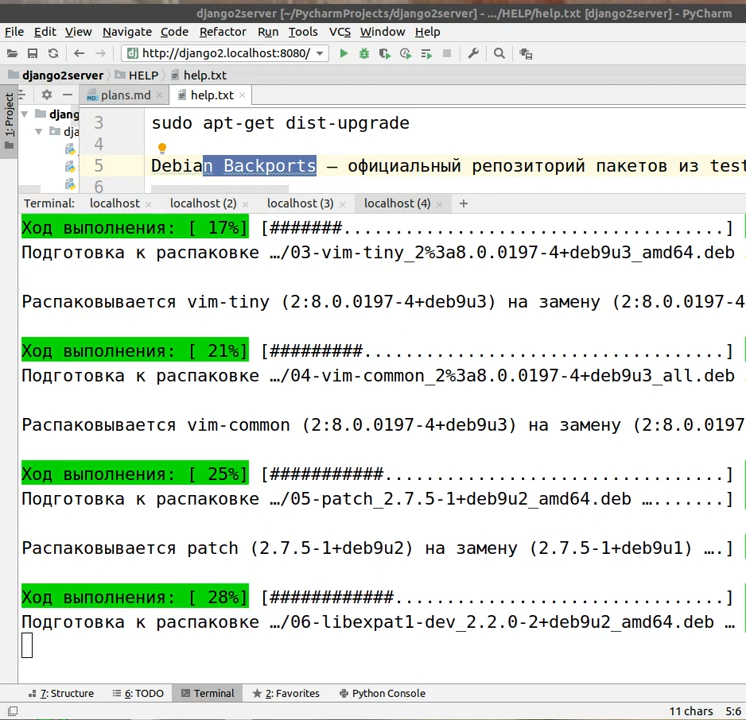 django2server [~/PycharmProjects/django2server] - .../HELP/help.txt [django2server] - PyCharm
File Edit View Navigate Code Refactor Run Tools VCS Window Help
http://django2.localhost:8080/
django2server HELP help.txt
1: Project
plans.md help.txt
djang
dja
3 sudo apt-get dist-upgrade
4
5 Debian Backports — официальный репозиторий пакетов из test
6
Terminal: localhost localhost (2) localhost (3) localhost (4) +
Ход выполнения: [ 17%] [#######.....................................]
Подготовка к распаковке …/03-vim-tiny_2%3a8.0.0197-4+deb9u3_amd64.deb .
Распаковывается vim-tiny (2:8.0.0197-4+deb9u3) на замену (2:8.0.0197-4
Ход выполнения: [ 21%] [#########...................................]
Подготовка к распаковке …/04-vim-common_2%3a8.0.0197-4+deb9u3_all.deb .
Распаковывается vim-common (2:8.0.0197-4+deb9u3) на замену (2:8.0.0197
Ход выполнения: [ 25%] [###########.................................]
Подготовка к распаковке …/05-patch_2.7.5-1+deb9u2_amd64.deb ….......]
Распаковывается patch (2.7.5-1+deb9u2) на замену (2.7.5-1+deb9u1) ….]
Ход выполнения: [ 28%] [############................................]
Подготовка к распаковке …/06-libexpat1-dev_2.2.0-2+deb9u2_amd64.deb …
7: Structure 6: TODO Terminal 2: Favorites Python Console
11 chars 5:6